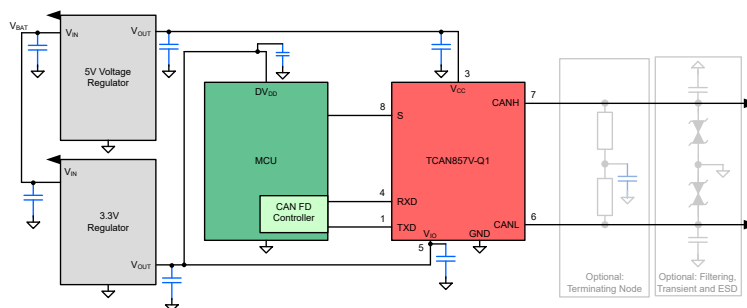 VBAT
VIN
VOUT
5V Voltage
Regulator
3
DVDD
VCC
7
CANH
8
S
MCU
TCAN857V-Q1
VIN
4
RXD
CAN FD
Controller
3.3V
Regulator
1
TXD
6
CANL
VIO
GND
5
VOUT
Optional:
Terminating Node
Optional: Filtering,
Transient and ESD